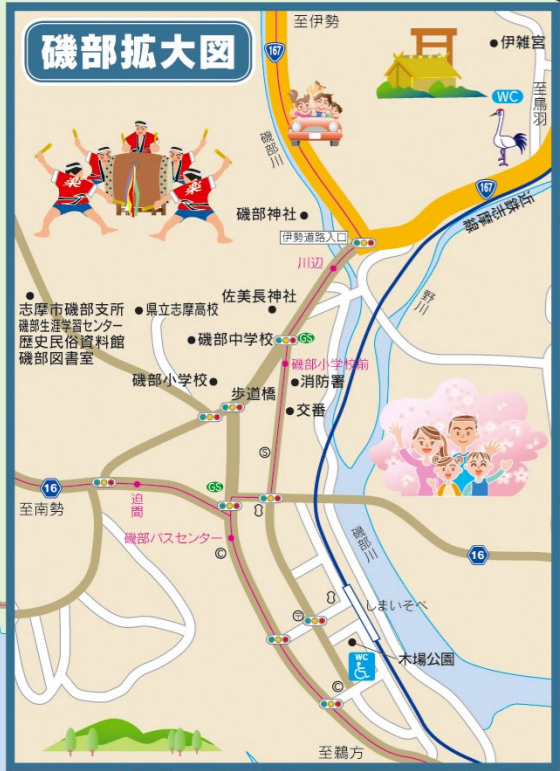 磯部拡大図
至伊勢
167
伊雑宮
至鳥羽
WC
磯部川
167
近鉄志摩線
磯部神社
伊勢道路入口
川辺
野川
佐美長神社
志摩市磯部支所
磯部生涯学習センター
歴史民俗資料館
磯部図書室
県立志摩高校
磯部中学校
GS
磯部小学校前
磯部小学校
消防署
歩道橋
交番
S
16
至南勢
迫間
GS
磯部バスセンター
C
磯部川
16
しまいそべ
〒
木場公園
WC
C
至鵜方
楽
楽
楽